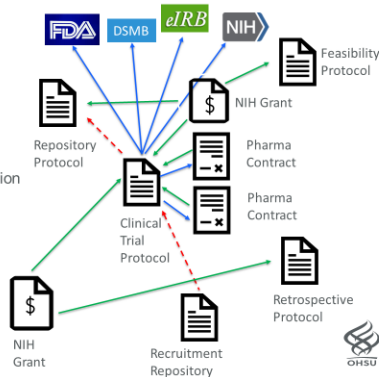 FDA
DSMB
eIRB
NIH
Feasibility
Protocol
$
NIH Grant
Repository
Protocol
Pharma
Contract
tion
Pharma
Contract
Clinical
Trial
Protocol
$
NIH
Grant
Retrospective
Protocol
Recruitment
Repository
OHSU